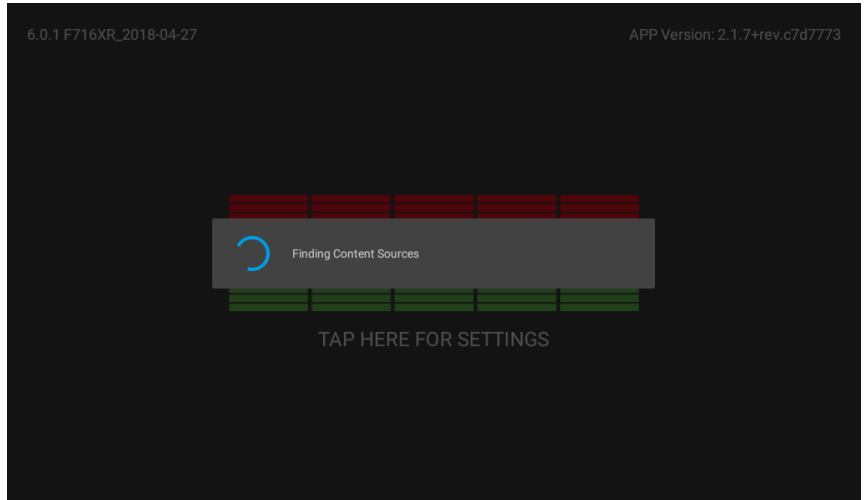 6.0.1 F716XR_2018-04-27
APP Version: 2.1.7+rev.c7d7773
Finding Content Sources
TAP HERE FOR SETTINGS